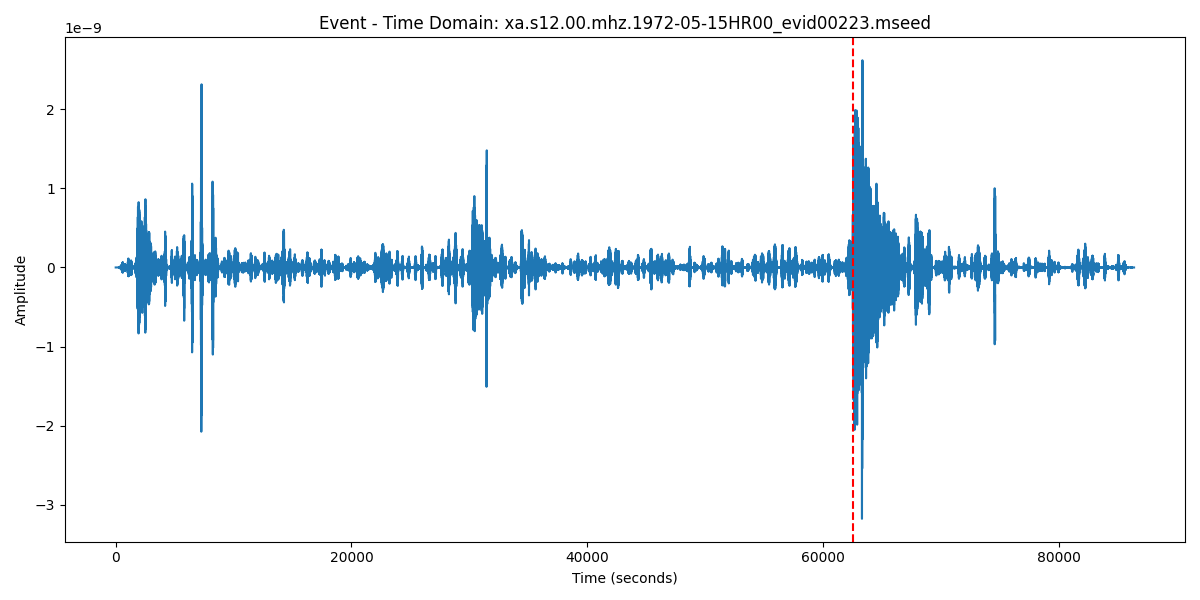 Event - Time Domain: xa.s12.00.mhz.1972-05-15HR00_evid00223.mseed
1e−9
2
1
0
−1
−2
−3
Amplitude
0 20000 40000 60000 80000
Time (seconds)